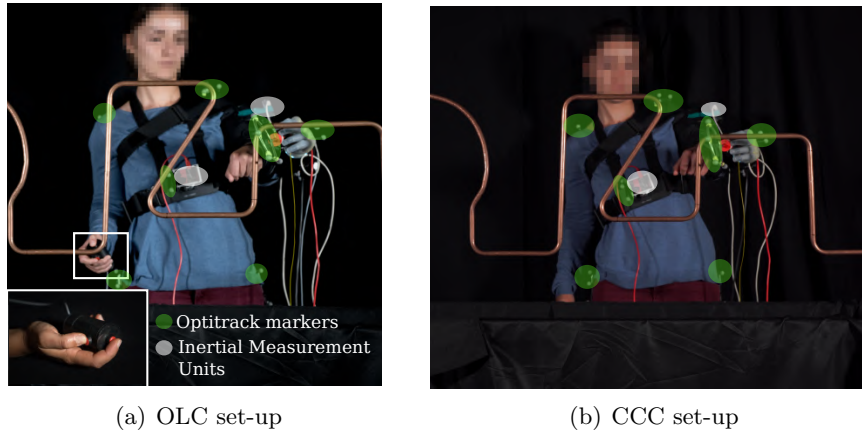 Optitrack markers
Inertial Measurement
Units
(a) OLC set-up
(b) CCC set-up